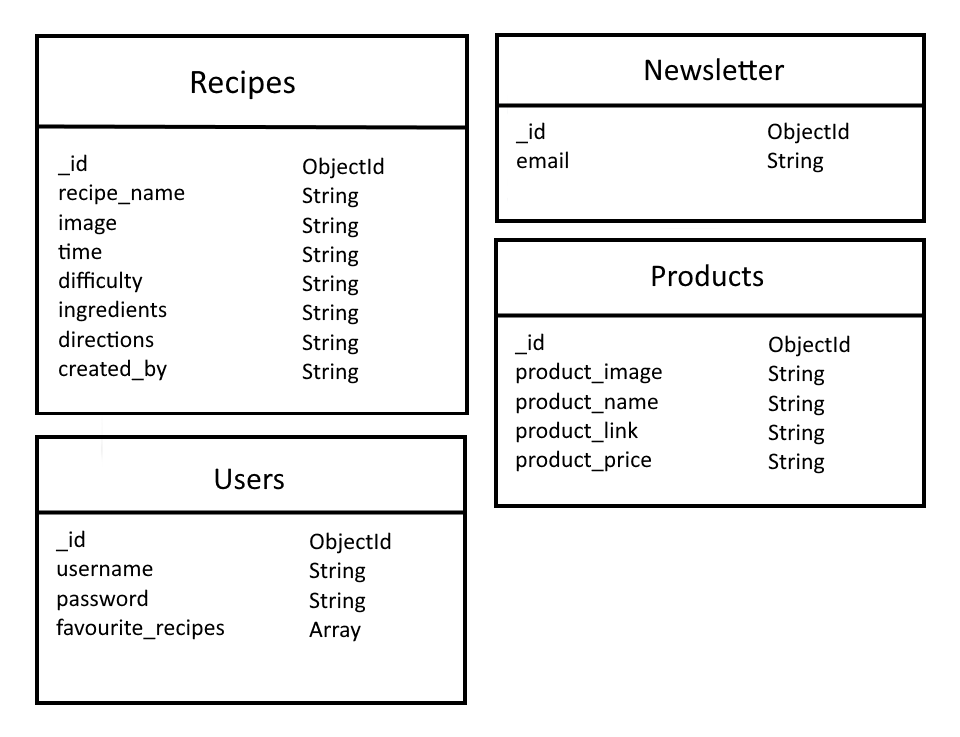 Recipes
_id ObjectId
recipe_name String
image String
time String
difficulty String
ingredients String
directions String
created_by String
Newsletter
_id ObjectId
email String
Products
_id ObjectId
product_image String
product_name String
product_link String
product_price String
Users
_id ObjectId
username String
password String
favourite_recipes Array